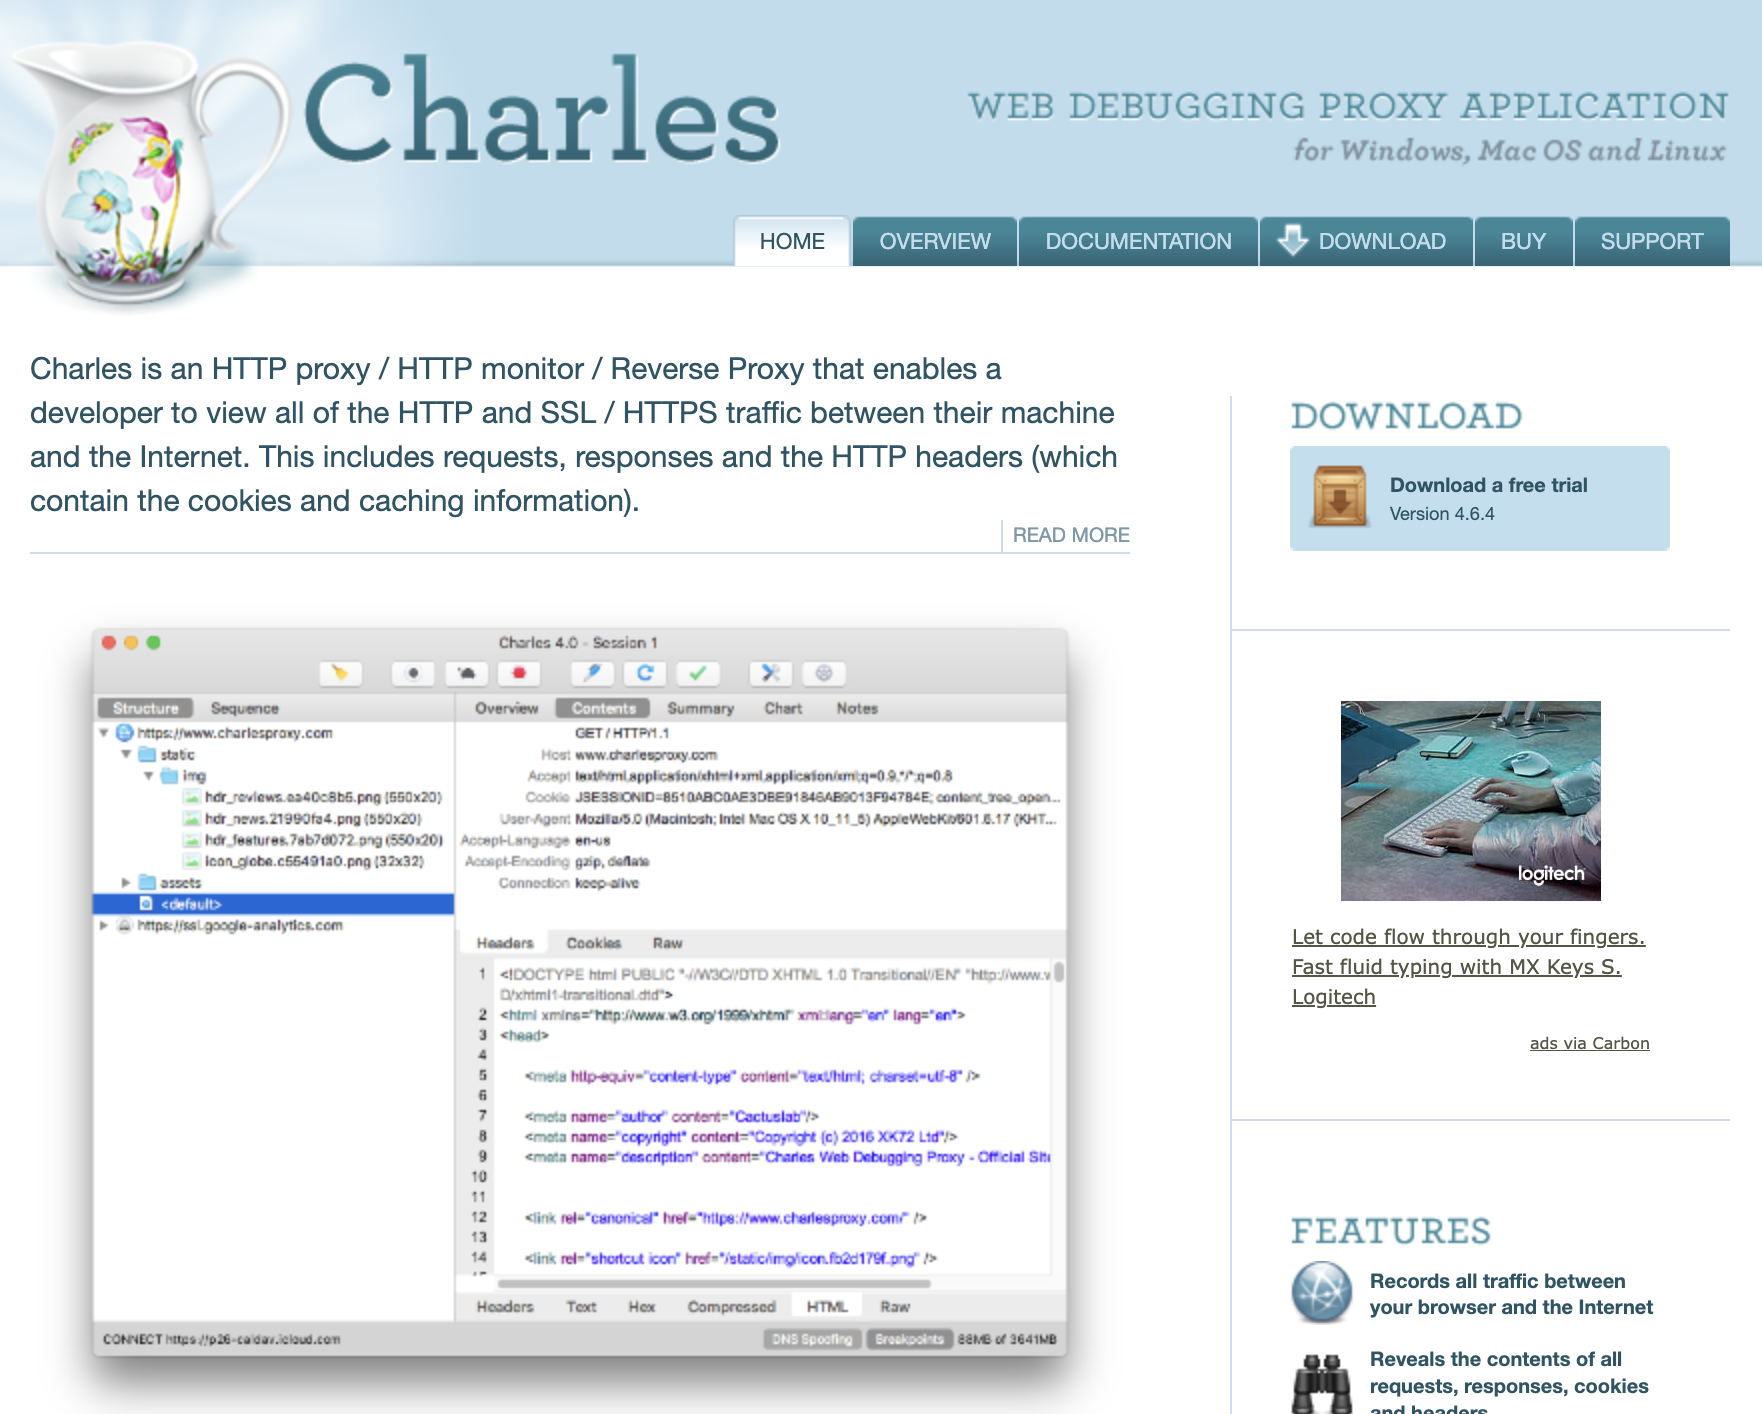 Charles
WEB DEBUGGING PROXY APPLICATION
for Windows, Mac OS and Linux
HOME
OVERVIEW
DOCUMENTATION
DOWNLOAD
BUY
SUPPORT
Charles is an HTTP proxy / HTTP monitor / Reverse Proxy that enables a
developer to view all of the HTTP and SSL / HTTPS traffic between their machine
and the Internet. This includes requests, responses and the HTTP headers (which
contain the cookies and caching information).
READ MORE
Charles 4.0 - Session 1
Structure
Sequence
https://www.charlesproxy.com
static
img
hdr_reviews.ea40c8b5.png (550x20)
hdr_news.21990fa4.png (550x20)
hdr_features.7ab7d072.png (550x20)
icon_globe.c55491a0.png (32x32)
assets
<default>
https://ssl.google-analytics.com
Overview
Contents
Summary
Chart
Notes
GET / HTTP/1.1
Host www.charlesproxy.com
Accept text/html,application/xhtml+xml,application/xml;q=0.9,*/*;q=0.8
Cookie JSESSIONID=8510ABC0AE3DBE91846AB9013F94784E; content_tree_open...
User-Agent Mozilla/5.0 (Macintosh; Intel Mac OS X 10_11_5) AppleWebKit/601.6.17 (KHT...
Accept-Language en-us
Accept-Encoding gzip, deflate
Connection keep-alive
Headers
Cookies
Raw
1 <!DOCTYPE html PUBLIC "-//W3C//DTD XHTML 1.0 Transitional//EN" "http://www.v
D/xhtml1-transitional.dtd">
2 <html xmlns="http://www.w3.org/1999/xhtml" xml:lang="en" lang="en">
3 <head>
4
5 <meta http-equiv="content-type" content="text/html; charset=utf-8" />
6
7 <meta name="author" content="Cactuslab"/>
8 <meta name="copyright" content="Copyright (c) 2016 XK72 Ltd"/>
9 <meta name="description" content="Charles Web Debugging Proxy - Official Site
10
11
12 <link rel="canonical" href="https://www.charlesproxy.com/" />
13
14 <link rel="shortcut icon" href="/static/img/icon.fb2d179f.png" />
Headers
Text
Hex
Compressed
HTML
Raw
CONNECT https://p26-caldav.icloud.com
DNS Spoofing
Breakpoints
88MB of 3641MB
DOWNLOAD
Download a free trial
Version 4.6.4
logitech
Let code flow through your fingers.
Fast fluid typing with MX Keys S.
Logitech
ads via Carbon
FEATURES
Records all traffic between
your browser and the Internet
Reveals the contents of all
requests, responses, cookies
and headers